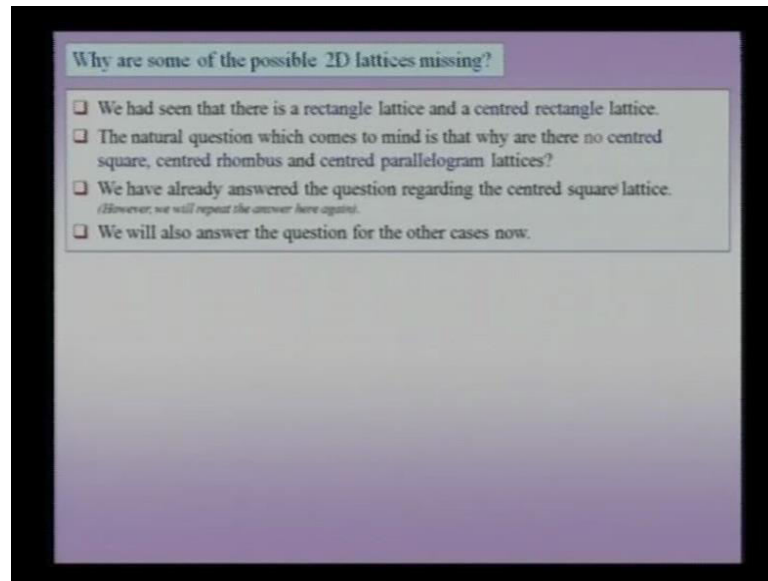 Why are some of the possible 2D lattices missing?
❑ We had seen that there is a rectangle lattice and a centred rectangle lattice.
❑ The natural question which comes to mind is that why are there no centred
square, centred rhombus and centred parallelogram lattices?
❑ We have already answered the question regarding the centred square lattice.
(However, we will repeat the answer here again).
❑ We will also answer the question for the other cases now.